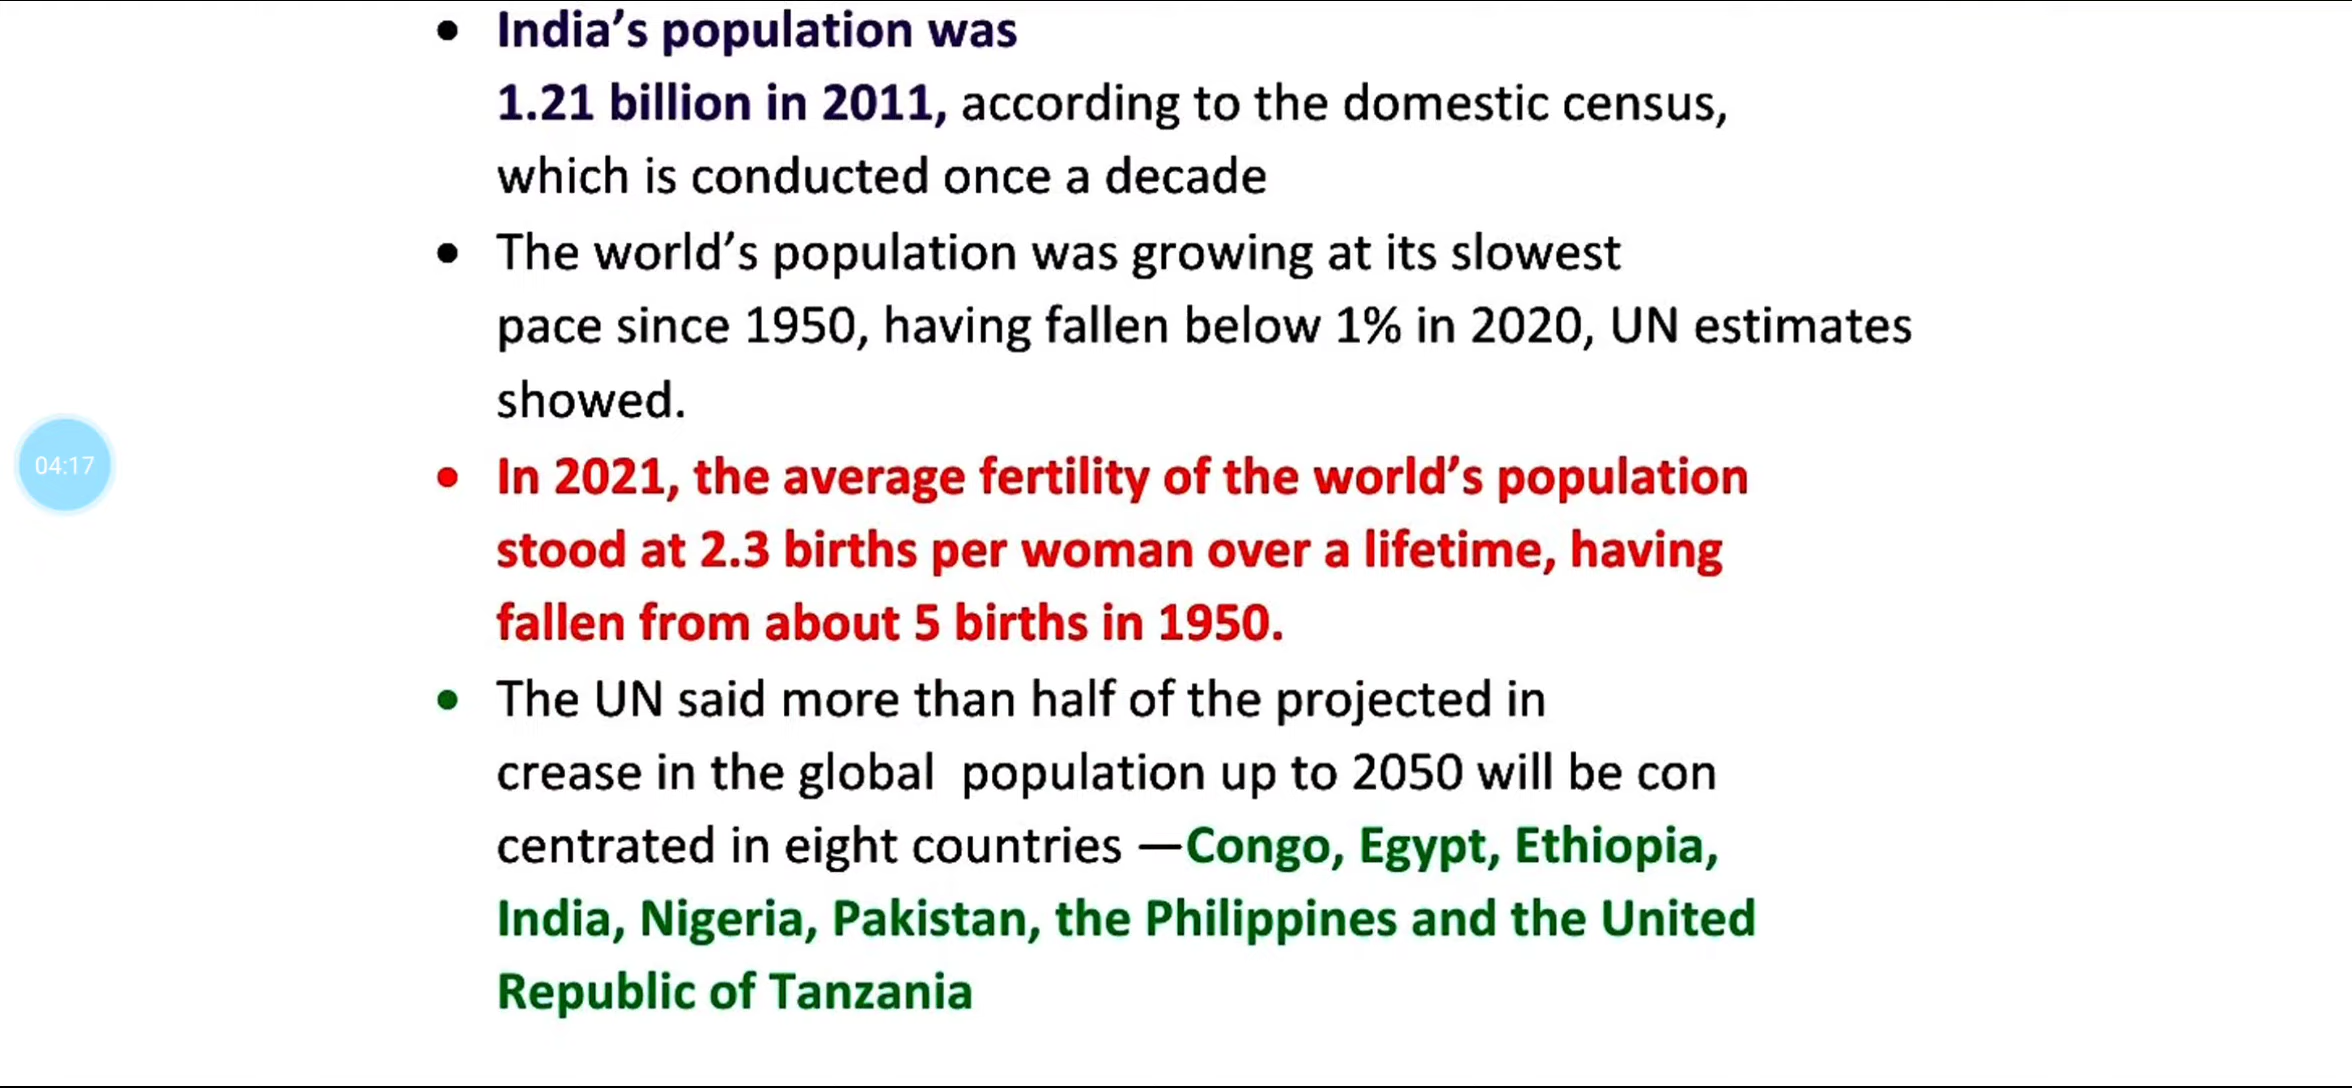 • India’s population was
1.21 billion in 2011, according to the domestic census,
which is conducted once a decade
• The world’s population was growing at its slowest
pace since 1950, having fallen below 1% in 2020, UN estimates
showed.
04:17
• In 2021, the average fertility of the world’s population
stood at 2.3 births per woman over a lifetime, having
fallen from about 5 births in 1950.
• The UN said more than half of the projected in
crease in the global  population up to 2050 will be con
centrated in eight countries —Congo, Egypt, Ethiopia,
India, Nigeria, Pakistan, the Philippines and the United
Republic of Tanzania